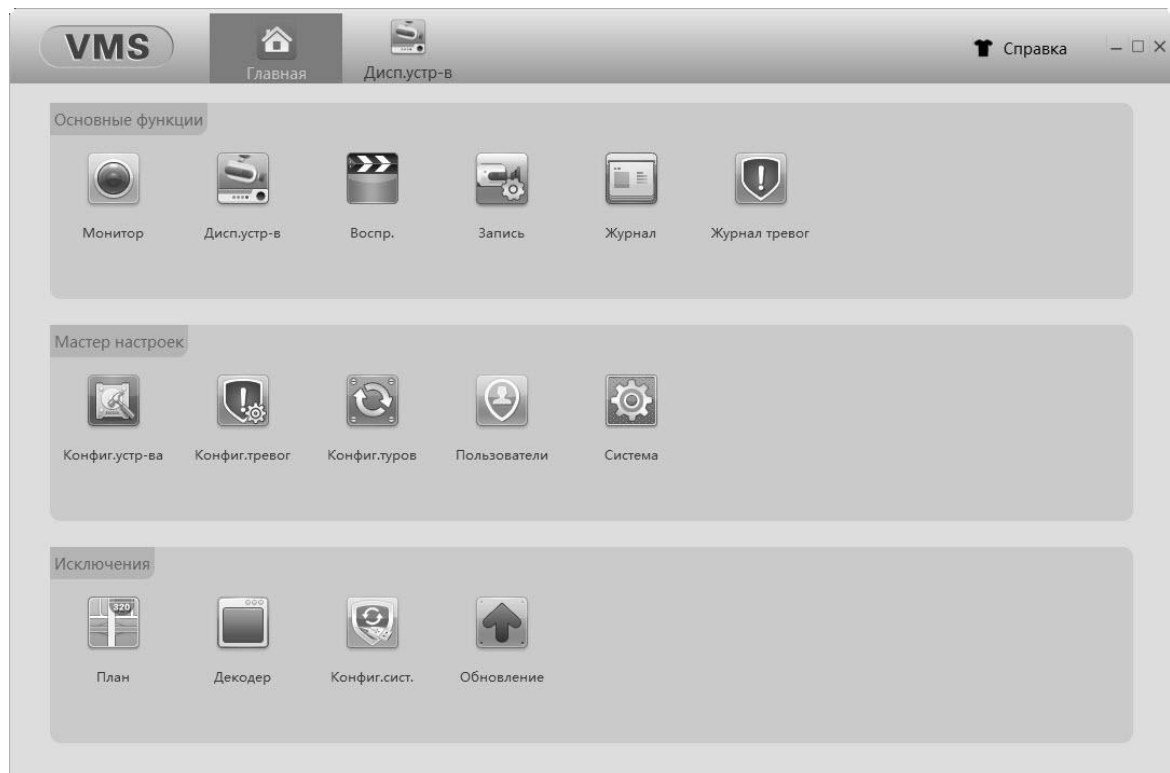 VMS
Главная
Дисп.устр-в
Справка
Основные функции
Монитор
Дисп.устр-в
Воспр.
Запись
Журнал
Журнал тревог
Мастер настроек
Конфиг.устр-ва
Конфиг.тревог
Конфиг.туров
Пользователи
Система
Исключения
320
План
Декодер
Конфиг.сист.
Обновление